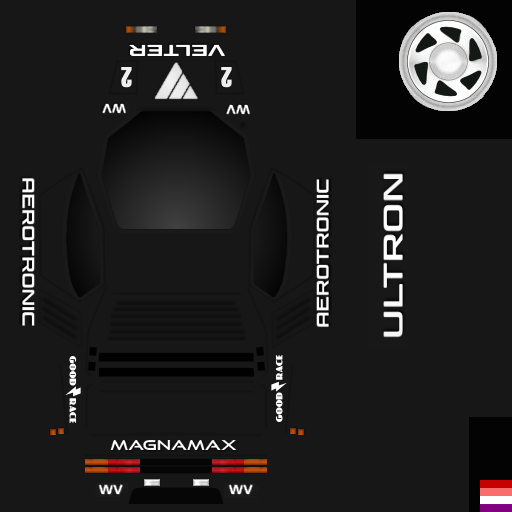 VELTER
2 2
WV WV
AEROTRONIC
AEROTRONIC
ULTRON
GOOD RACE
GOOD RACE
MAGNAMAX
WV WV